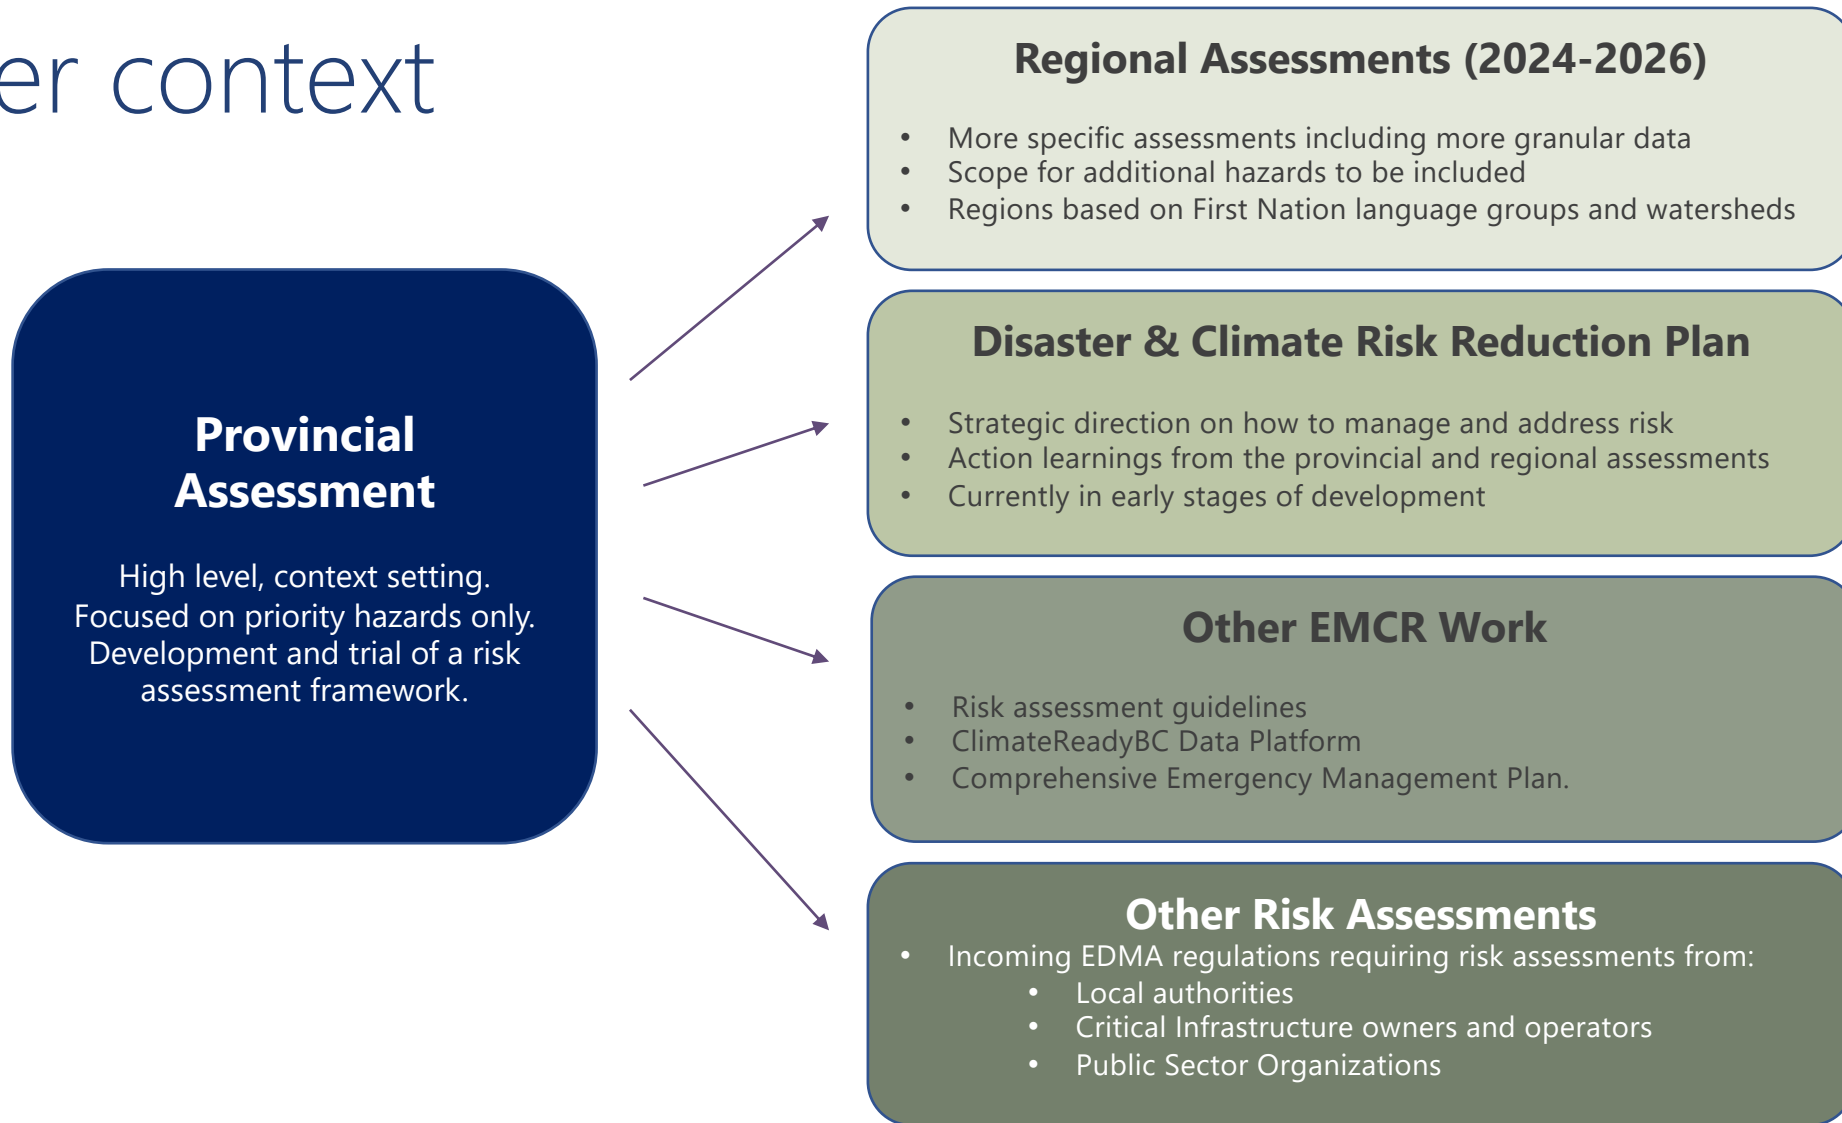 er context
Provincial
Assessment
High level, context setting.
Focused on priority hazards only.
Development and trial of a risk
assessment framework.
Regional Assessments (2024-2026)
• More specific assessments including more granular data
• Scope for additional hazards to be included
• Regions based on First Nation language groups and watersheds
Disaster & Climate Risk Reduction Plan
• Strategic direction on how to manage and address risk
• Action learnings from the provincial and regional assessments
• Currently in early stages of development
Other EMCR Work
• Risk assessment guidelines
• ClimateReadyBC Data Platform
• Comprehensive Emergency Management Plan.
Other Risk Assessments
• Incoming EDMA regulations requiring risk assessments from:
• Local authorities
• Critical Infrastructure owners and operators
• Public Sector Organizations